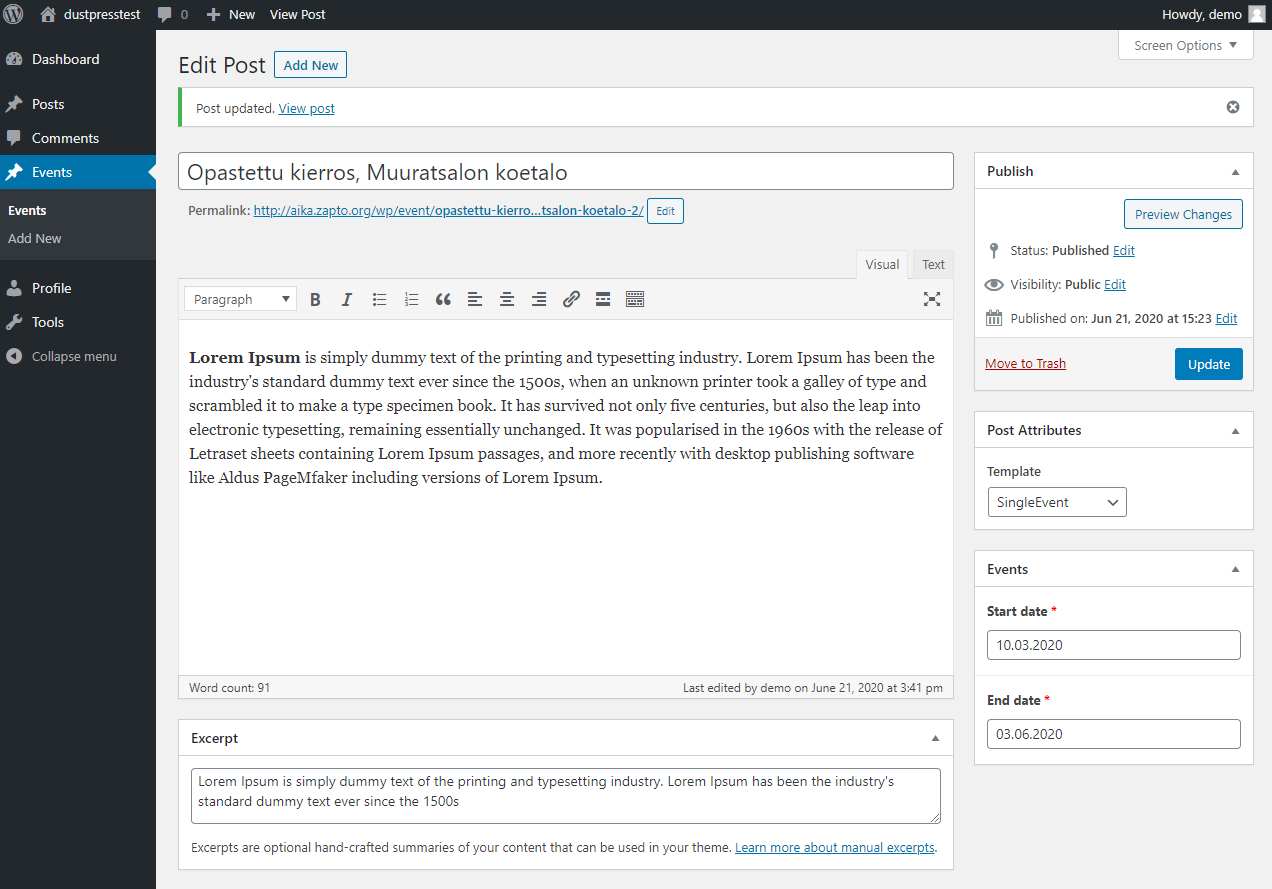 dustpresstest 0 New View Post Howdy, demo
Dashboard
Posts
Comments
Events
Events
Add New
Profile
Tools
Collapse menu
Screen Options
Edit Post Add New
Post updated. View post
Opastettu kierros, Muuratsalon koetalo
Permalink: http://aika.zapto.org/wp/event/opastettu-kierro...tsalon-koetalo-2/ Edit
Visual Text
Paragraph
Lorem Ipsum is simply dummy text of the printing and typesetting industry. Lorem Ipsum has been the
industry's standard dummy text ever since the 1500s, when an unknown printer took a galley of type and
scrambled it to make a type specimen book. It has survived not only five centuries, but also the leap into
electronic typesetting, remaining essentially unchanged. It was popularised in the 1960s with the release of
Letraset sheets containing Lorem Ipsum passages, and more recently with desktop publishing software
like Aldus PageMfaker including versions of Lorem Ipsum.
Word count: 91 Last edited by demo on June 21, 2020 at 3:41 pm
Excerpt
Lorem Ipsum is simply dummy text of the printing and typesetting industry. Lorem Ipsum has been the industry's
standard dummy text ever since the 1500s
Excerpts are optional hand-crafted summaries of your content that can be used in your theme. Learn more about manual excerpts.
Publish
Preview Changes
Status: Published Edit
Visibility: Public Edit
Published on: Jun 21, 2020 at 15:23 Edit
Move to Trash Update
Post Attributes
Template
SingleEvent
Events
Start date *
10.03.2020
End date *
03.06.2020